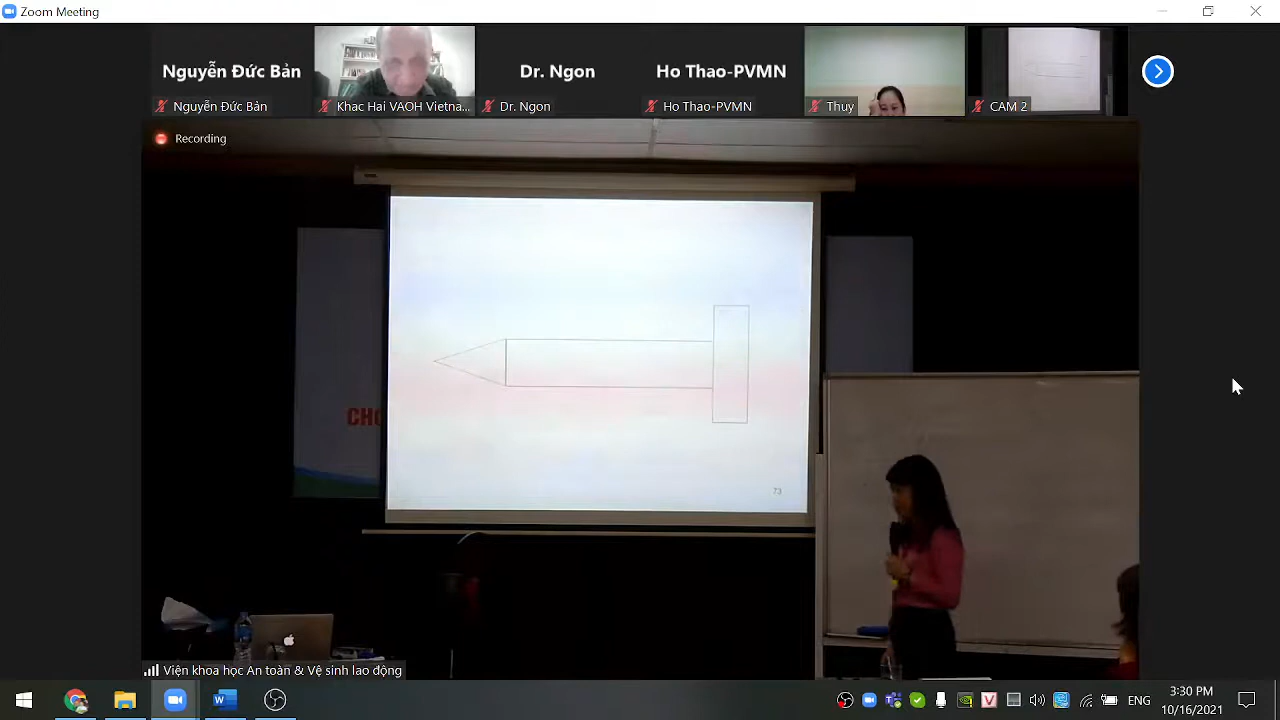 Zoom Meeting
Nguyễn Đức Bản
Dr. Ngon
Ho Thao-PVMN
Nguyễn Đức Bản
Khac Hai VAOH Vietna...
Dr. Ngon
Ho Thao-PVMN
Thuy
CAM 2
Recording
CHO
73
Viện khoa học An toàn & Vệ sinh lao động
ENG
3:30 PM
10/16/2021